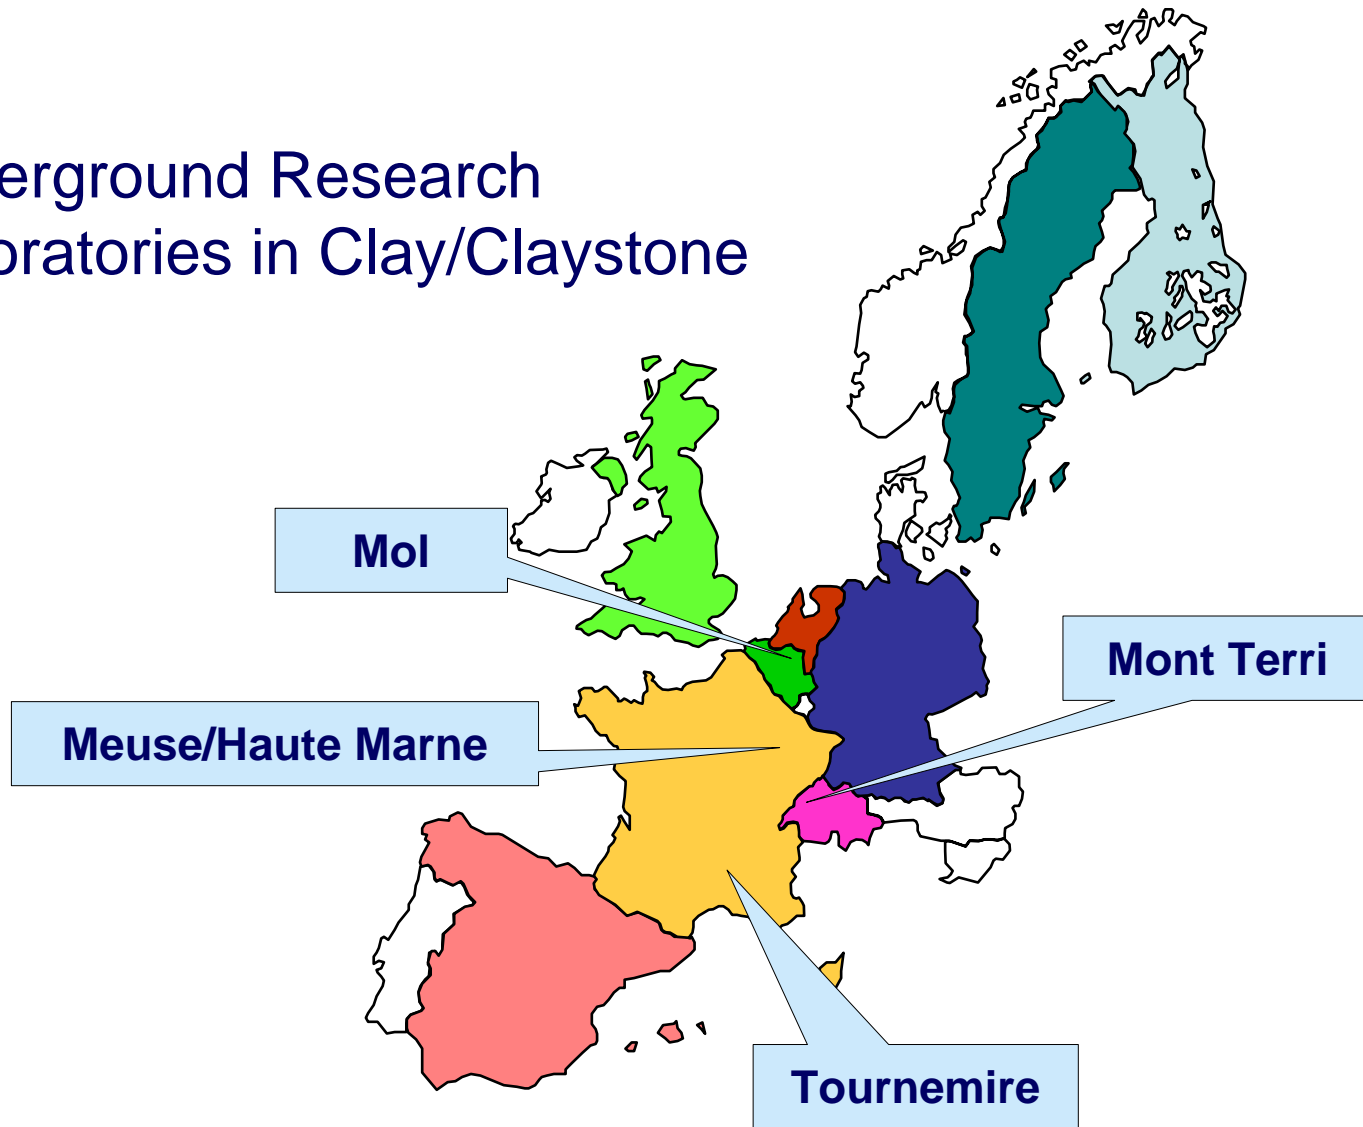 erground Research
oratories in Clay/Claystone
Mol
Mont Terri
Meuse/Haute Marne
Tournemire